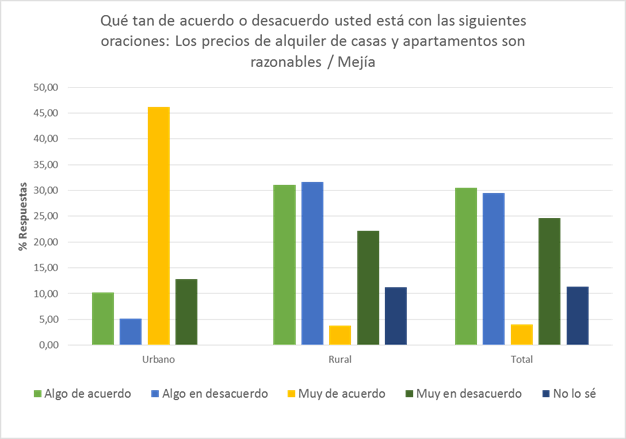 Qué tan de acuerdo o desacuerdo usted está con las siguientes
oraciones: Los precios de alquiler de casas y apartamentos son
razonables / Mejía
50,00
45,00
40,00
35,00
30,00
25,00
20,00
15,00
10,00
5,00
0,00
% Respuestas
Urbano Rural Total
Algo de acuerdo Algo en desacuerdo Muy de acuerdo Muy en desacuerdo No lo sé